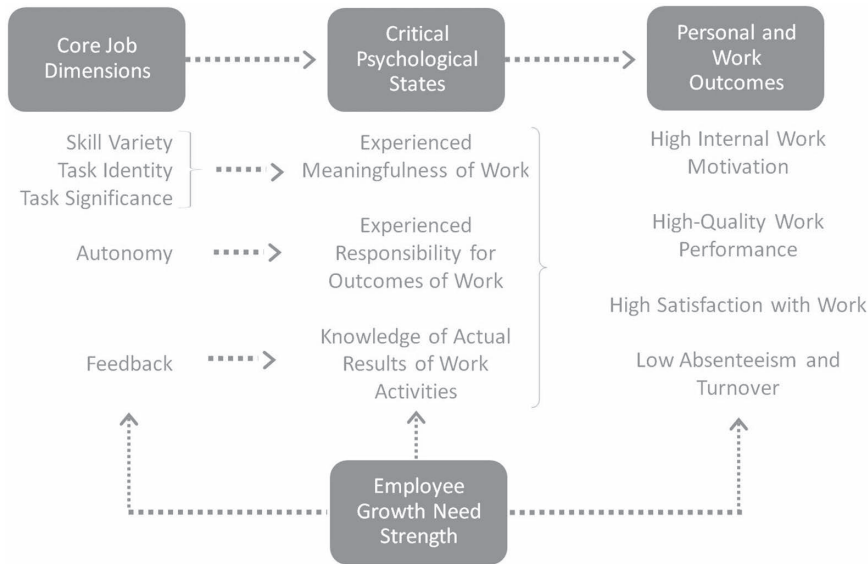 Core Job
Dimensions
Critical
Psychological
States
Personal and
Work
Outcomes
Skill Variety
Task Identity
Task Significance
Experienced
Meaningfulness of Work
High Internal Work
Motivation
Autonomy
Experienced
Responsibility for
Outcomes of Work
High-Quality Work
Performance
High Satisfaction with Work
Feedback
Knowledge of Actual
Results of Work
Activities
Low Absenteeism and
Turnover
Employee
Growth Need
Strength